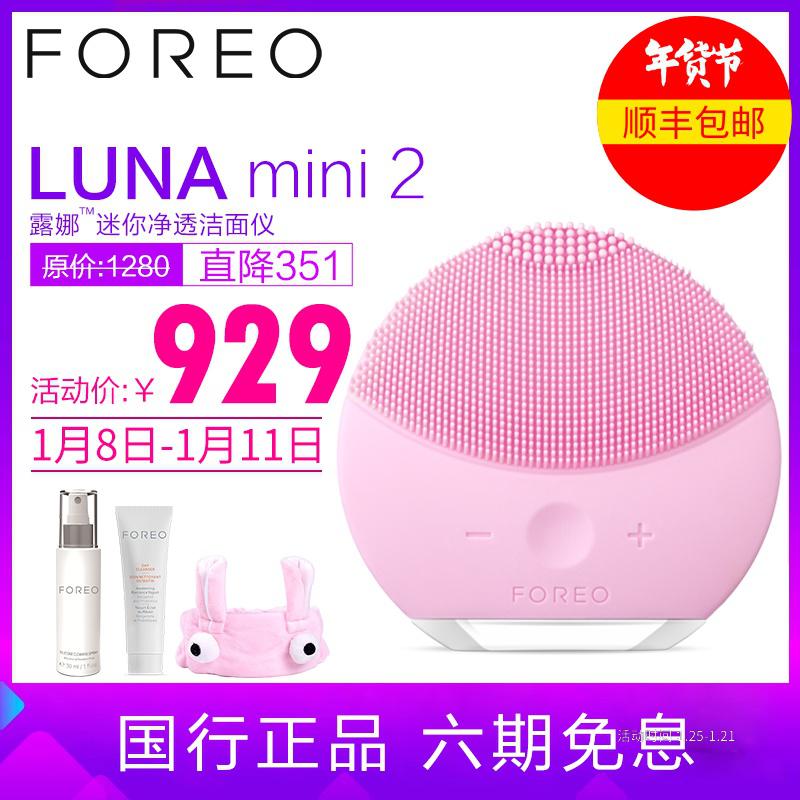 FOREO
年货节
顺丰包邮
LUNA mini 2
露娜™迷你净透洁面仪
原价:1280 直降351
活动价:¥929
1月8日-1月11日
FOREO
FOREO
DAY CLEANSER
FOREO
国行正品 六期免息